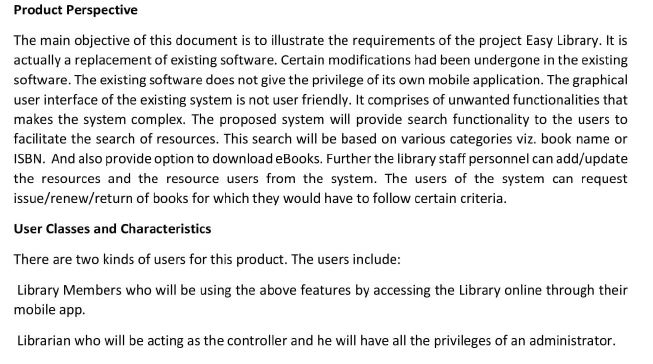 Product Perspective
The main objective of this document is to illustrate the requirements of the project Easy Library. It is
actually a replacement of existing software. Certain modifications had been undergone in the existing
software. The existing software does not give the privilege of its own mobile application. The graphical
user interface of the existing system is not user friendly. It comprises of unwanted functionalities that
makes the system complex. The proposed system will provide search functionality to the users to
facilitate the search of resources. This search will be based on various categories viz. book name or
ISBN. And also provide option to download eBooks. Further the library staff personnel can add/update
the resources and the resource users from the system. The users of the system can request
issue/renew/return of books for which they would have to follow certain criteria.
User Classes and Characteristics
There are two kinds of users for this product. The users include:
Library Members who will be using the above features by accessing the Library online through their
mobile app.
Librarian who will be acting as the controller and he will have all the privileges of an administrator.